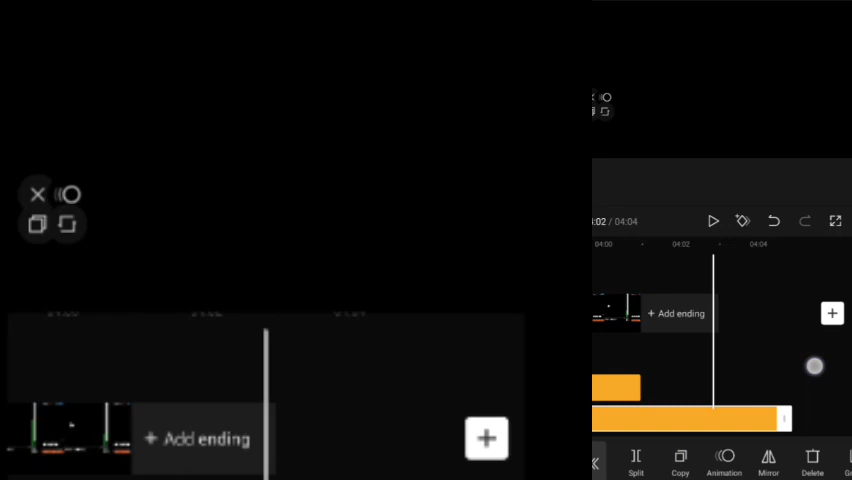 + Add ending
:02 / 04:04
04:00
04:02
04:04
+ Add ending
Split
Copy
Animation
Mirror
Delete